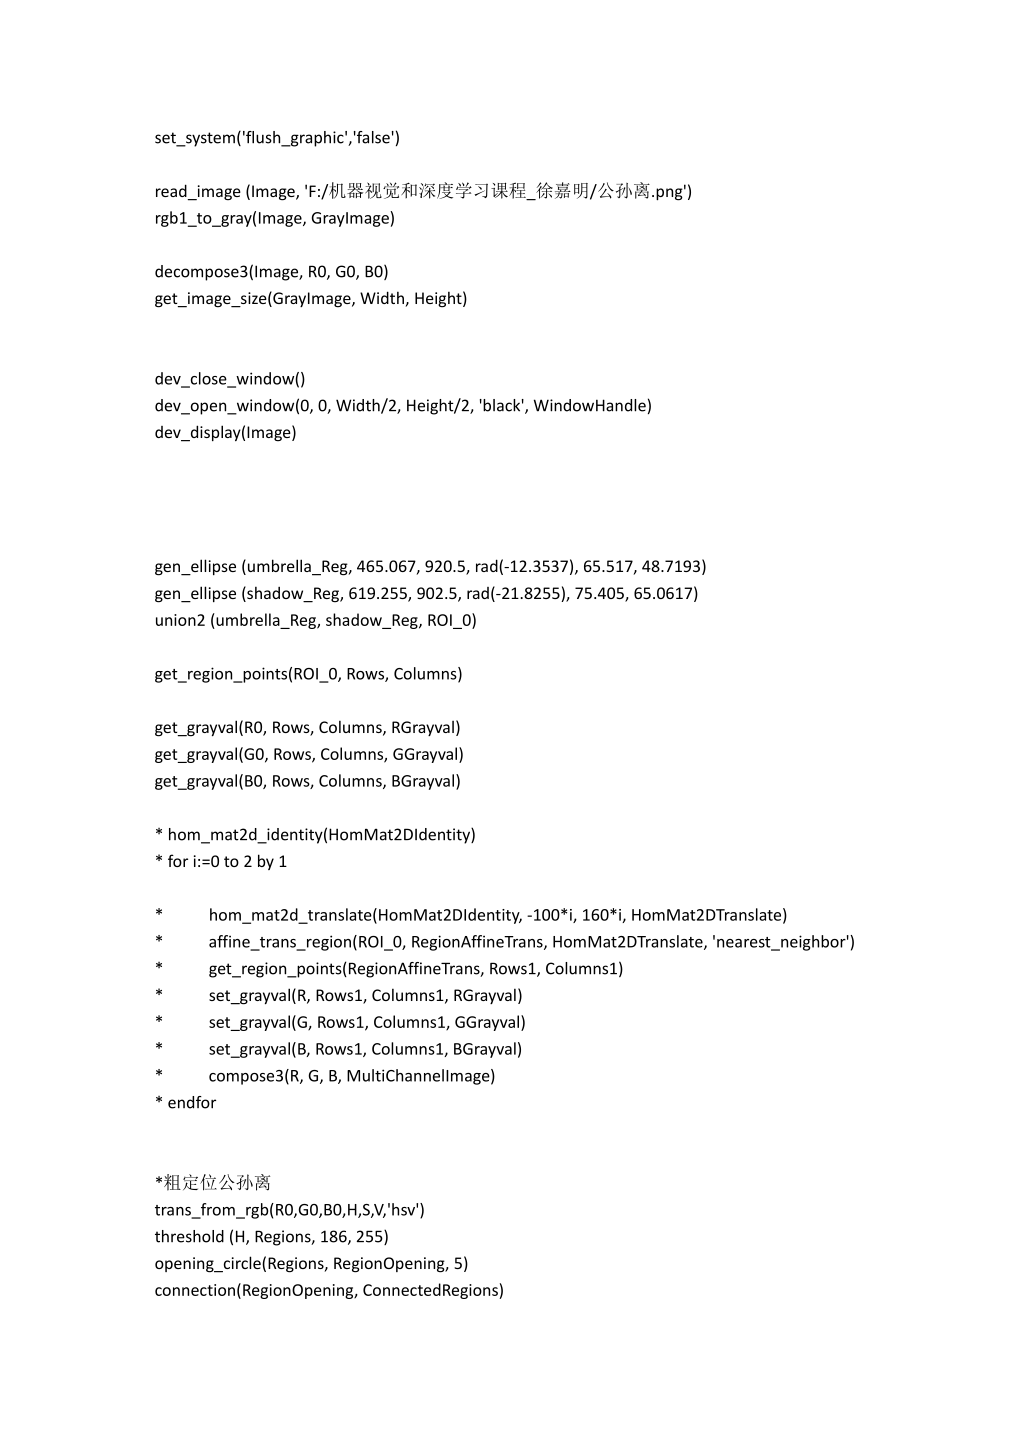 set_system('flush_graphic','false')
read_image (Image, 'F:/机器视觉和深度学习课程_徐嘉明/公孙离.png')
rgb1_to_gray(Image, GrayImage)
decompose3(Image, R0, G0, B0)
get_image_size(GrayImage, Width, Height)
dev_close_window()
dev_open_window(0, 0, Width/2, Height/2, 'black', WindowHandle)
dev_display(Image)
gen_ellipse (umbrella_Reg, 465.067, 920.5, rad(-12.3537), 65.517, 48.7193)
gen_ellipse (shadow_Reg, 619.255, 902.5, rad(-21.8255), 75.405, 65.0617)
union2 (umbrella_Reg, shadow_Reg, ROI_0)
get_region_points(ROI_0, Rows, Columns)
get_grayval(R0, Rows, Columns, RGrayval)
get_grayval(G0, Rows, Columns, GGrayval)
get_grayval(B0, Rows, Columns, BGrayval)
* hom_mat2d_identity(HomMat2DIdentity)
* for i:=0 to 2 by 1
* hom_mat2d_translate(HomMat2DIdentity, -100*i, 160*i, HomMat2DTranslate)
* affine_trans_region(ROI_0, RegionAffineTrans, HomMat2DTranslate, 'nearest_neighbor')
* get_region_points(RegionAffineTrans, Rows1, Columns1)
* set_grayval(R, Rows1, Columns1, RGrayval)
* set_grayval(G, Rows1, Columns1, GGrayval)
* set_grayval(B, Rows1, Columns1, BGrayval)
* compose3(R, G, B, MultiChannelImage)
* endfor
*粗定位公孙离
trans_from_rgb(R0,G0,B0,H,S,V,'hsv')
threshold (H, Regions, 186, 255)
opening_circle(Regions, RegionOpening, 5)
connection(RegionOpening, ConnectedRegions)